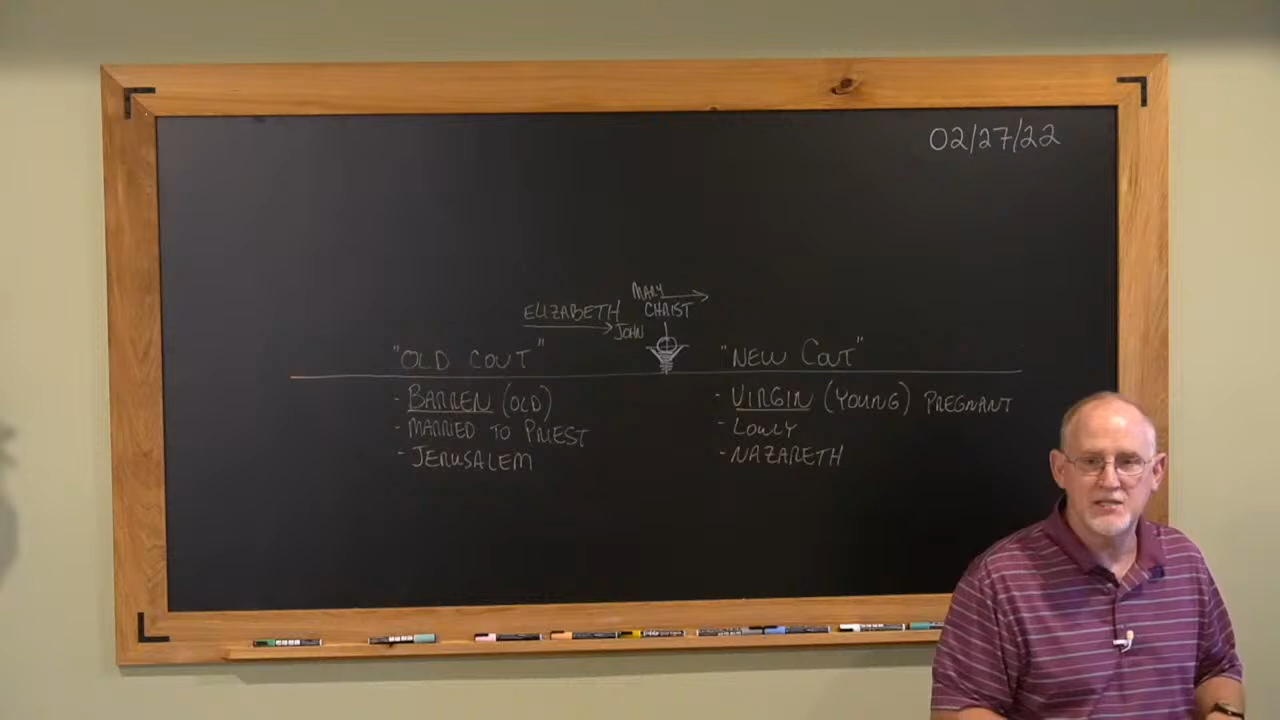 02/27/22
MARY
CHRIST
ELIZABETH
JOHN
"OLD COVT"
"NEW COVT"
- BARREN (OLD)
- MARRIED TO PRIEST
- JERUSALEM
- VIRGIN (YOUNG) PREGNANT
- LOWLY
- NAZARETH